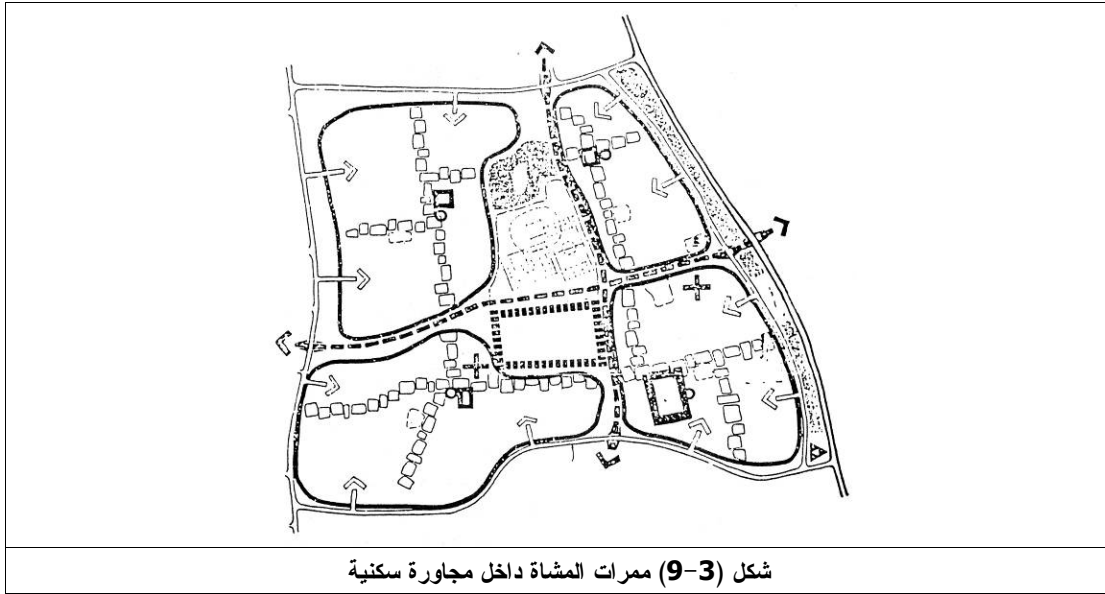 شكل (3-9) ممرات المشاة داخل مجاورة سكنية